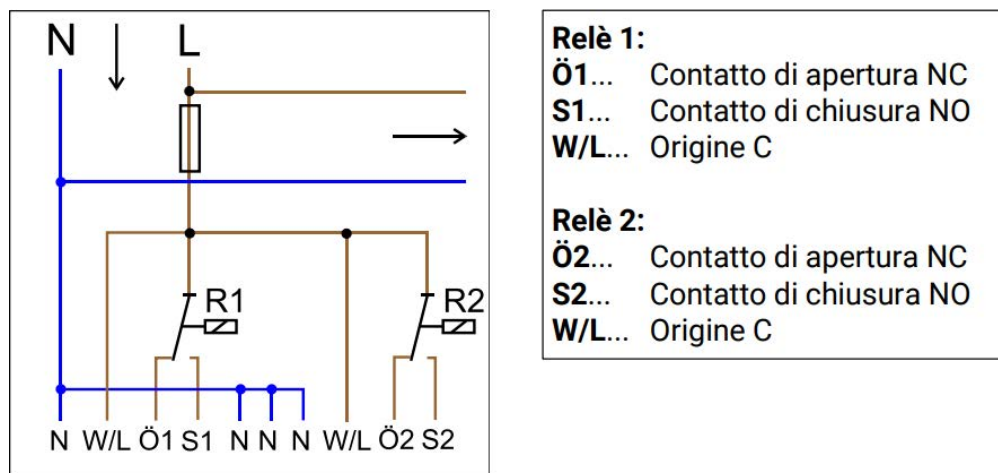 N L
R1 R2
N W/L Ö1 S1 N N N W/L Ö2 S2
Relè 1:
Ö1... Contatto di apertura NC
S1... Contatto di chiusura NO
W/L... Origine C
Relè 2:
Ö2... Contatto di apertura NC
S2... Contatto di chiusura NO
W/L... Origine C